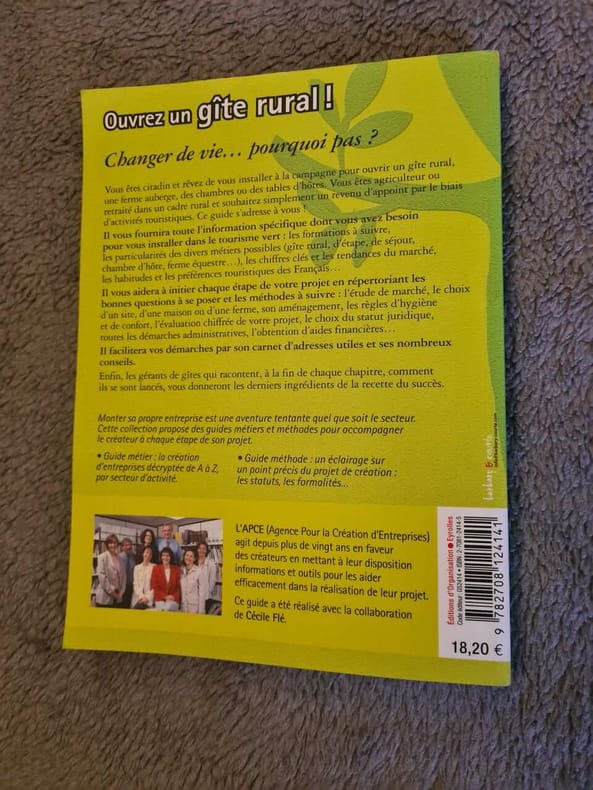 Ouvrez un gîte rural !
Changer de vie... pourquoi pas ?
Vous êtes citadin et rêvez de vous installer à la campagne pour ouvrir un gîte rural,
une ferme auberge, des chambres ou des tables d'hôtes. Vous êtes agriculteur ou
retraité dans un cadre rural et souhaitez simplement un revenu d'appoint par le biais
d'activités touristiques. Ce guide s'adresse à vous !
Il vous fournira toute l'information spécifique dont vous avez besoin
pour vous installer dans le tourisme vert : les formations à suivre,
les particularités des divers métiers possibles (gîte rural, d'étape, de séjour,
chambre d'hôte, ferme équestre...), les chiffres clés et les tendances du marché,
les habitudes et les préférences touristiques des Français...
Il vous aidera à initier chaque étape de votre projet en répertoriant les
bonnes questions à se poser et les méthodes à suivre : l'étude de marché, le choix
d'un site, d'une maison ou d'une ferme, son aménagement, les règles d'hygiène
et de confort, l'évaluation chiffrée de votre projet, le choix du statut juridique,
toutes les démarches administratives, l'obtention d'aides financières...
Il facilitera vos démarches par son carnet d'adresses utiles et ses nombreux
conseils.
Enfin, les gérants de gîtes qui racontent, à la fin de chaque chapitre, comment
ils se sont lancés, vous donneront les derniers ingrédients de la recette du succès.
Monter sa propre entreprise est une aventure tentante quel que soit le secteur.
Cette collection propose des guides métiers et méthodes pour accompagner
le créateur à chaque étape de son projet.
• Guide métier : la création
d'entreprises décryptée de A à Z,
par secteur d'activité.
• Guide méthode : un éclairage sur
un point précis du projet de création :
les statuts, les formalités...
L'APCE (Agence Pour la Création d'Entreprises)
agit depuis plus de vingt ans en faveur
des créateurs en mettant à leur disposition
informations et outils pour les aider
efficacement dans la réalisation de leur projet.
Ce guide a été réalisé avec la collaboration
de Cécile Flé.
Éditions d'Organisation ● Eyrolles
Code éditeur : G52414 • ISBN : 2-7081-2414-5
9 782708 124141
18,20 €